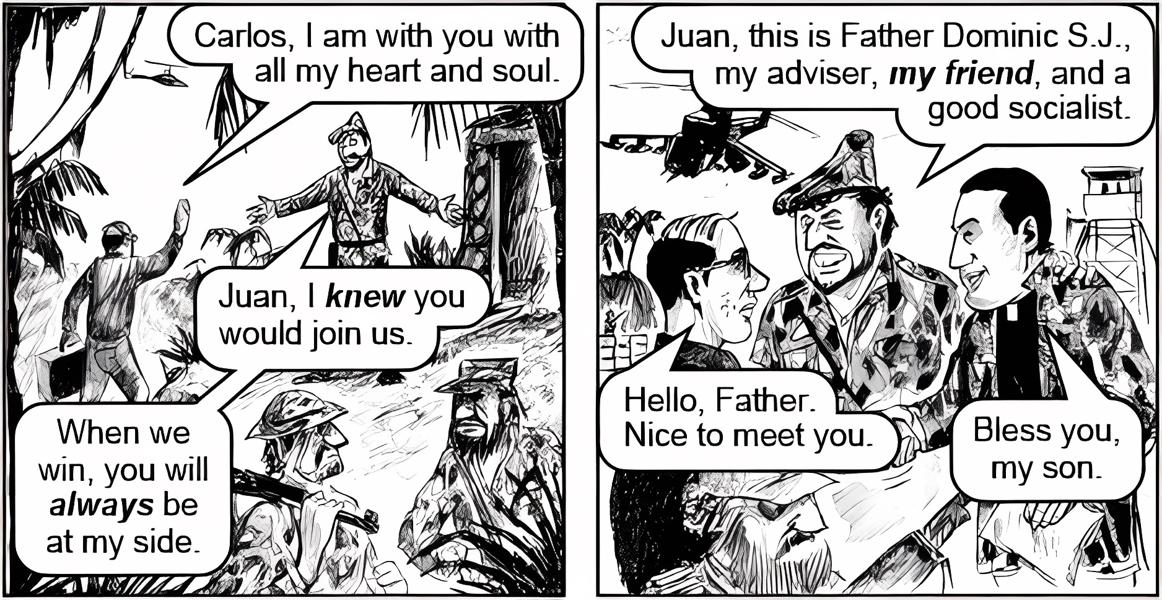 Carlos, I am with you with
all my heart and soul.
Juan, I knew you
would join us.
When we
win, you will
always be
at my side.
Juan, this is Father Dominic S.J.,
my adviser, my friend, and a
good socialist.
Hello, Father.
Nice to meet you.
Bless you,
my son.